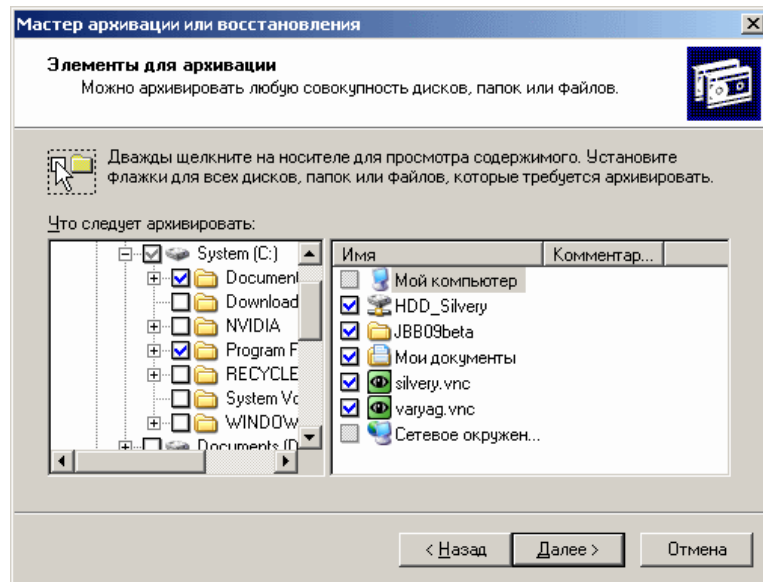 Мастер архивации или восстановления
Элементы для архивации
Можно архивировать любую совокупность дисков, папок или файлов.
Дважды щелкните на носителе для просмотра содержимого. Установите
флажки для всех дисков, папок или файлов, которые требуется архивировать.
Что следует архивировать:
System (C:)
Document
Download
NVIDIA
Program F
RECYCLE
System Vo
WINDOW
Documents (D
Имя Комментар...
Мой компьютер
HDD_Silvery
JBB09beta
Мои документы
silvery.vnc
varyag.vnc
Сетевое окружен...
< Назад Далее > Отмена